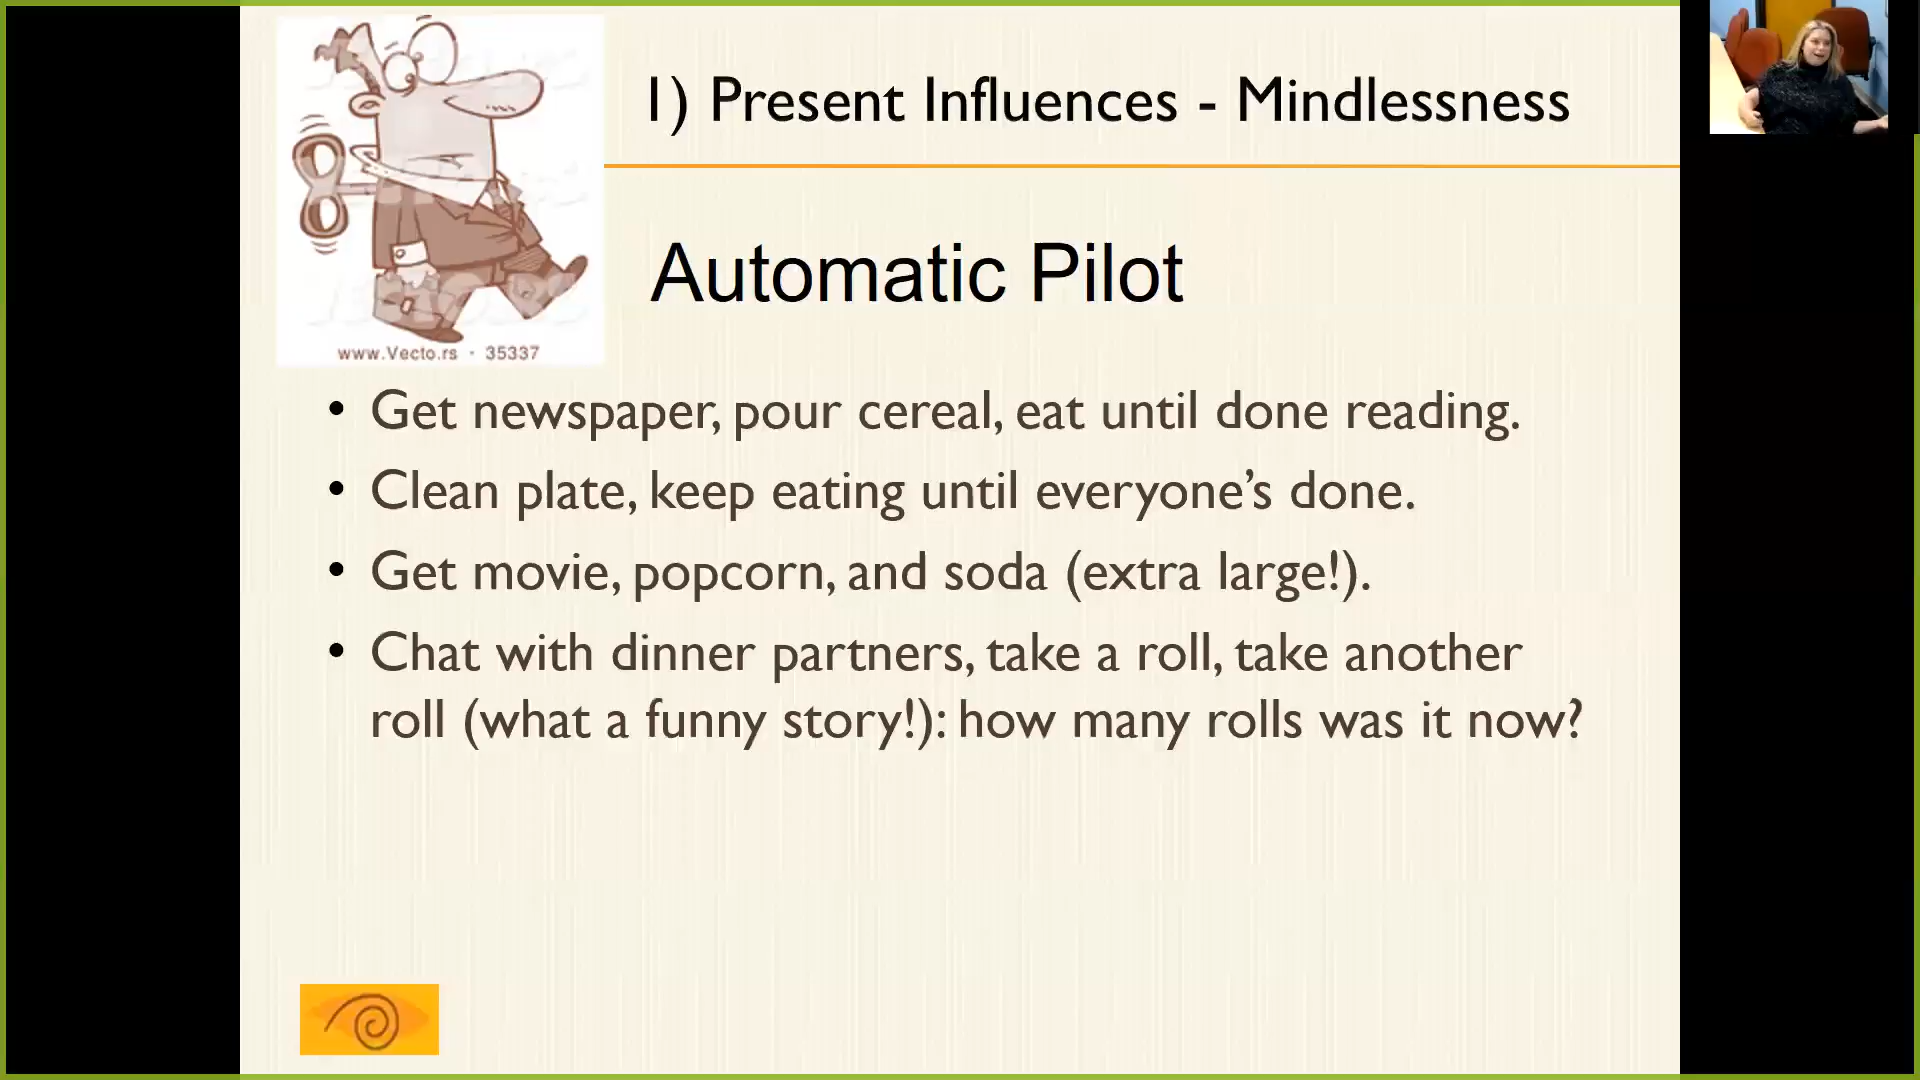 1) Present Influences - Mindlessness
Automatic Pilot
www.Vecto.rs · 35337
• Get newspaper, pour cereal, eat until done reading.
• Clean plate, keep eating until everyone’s done.
• Get movie, popcorn, and soda (extra large!).
• Chat with dinner partners, take a roll, take another
roll (what a funny story!): how many rolls was it now?